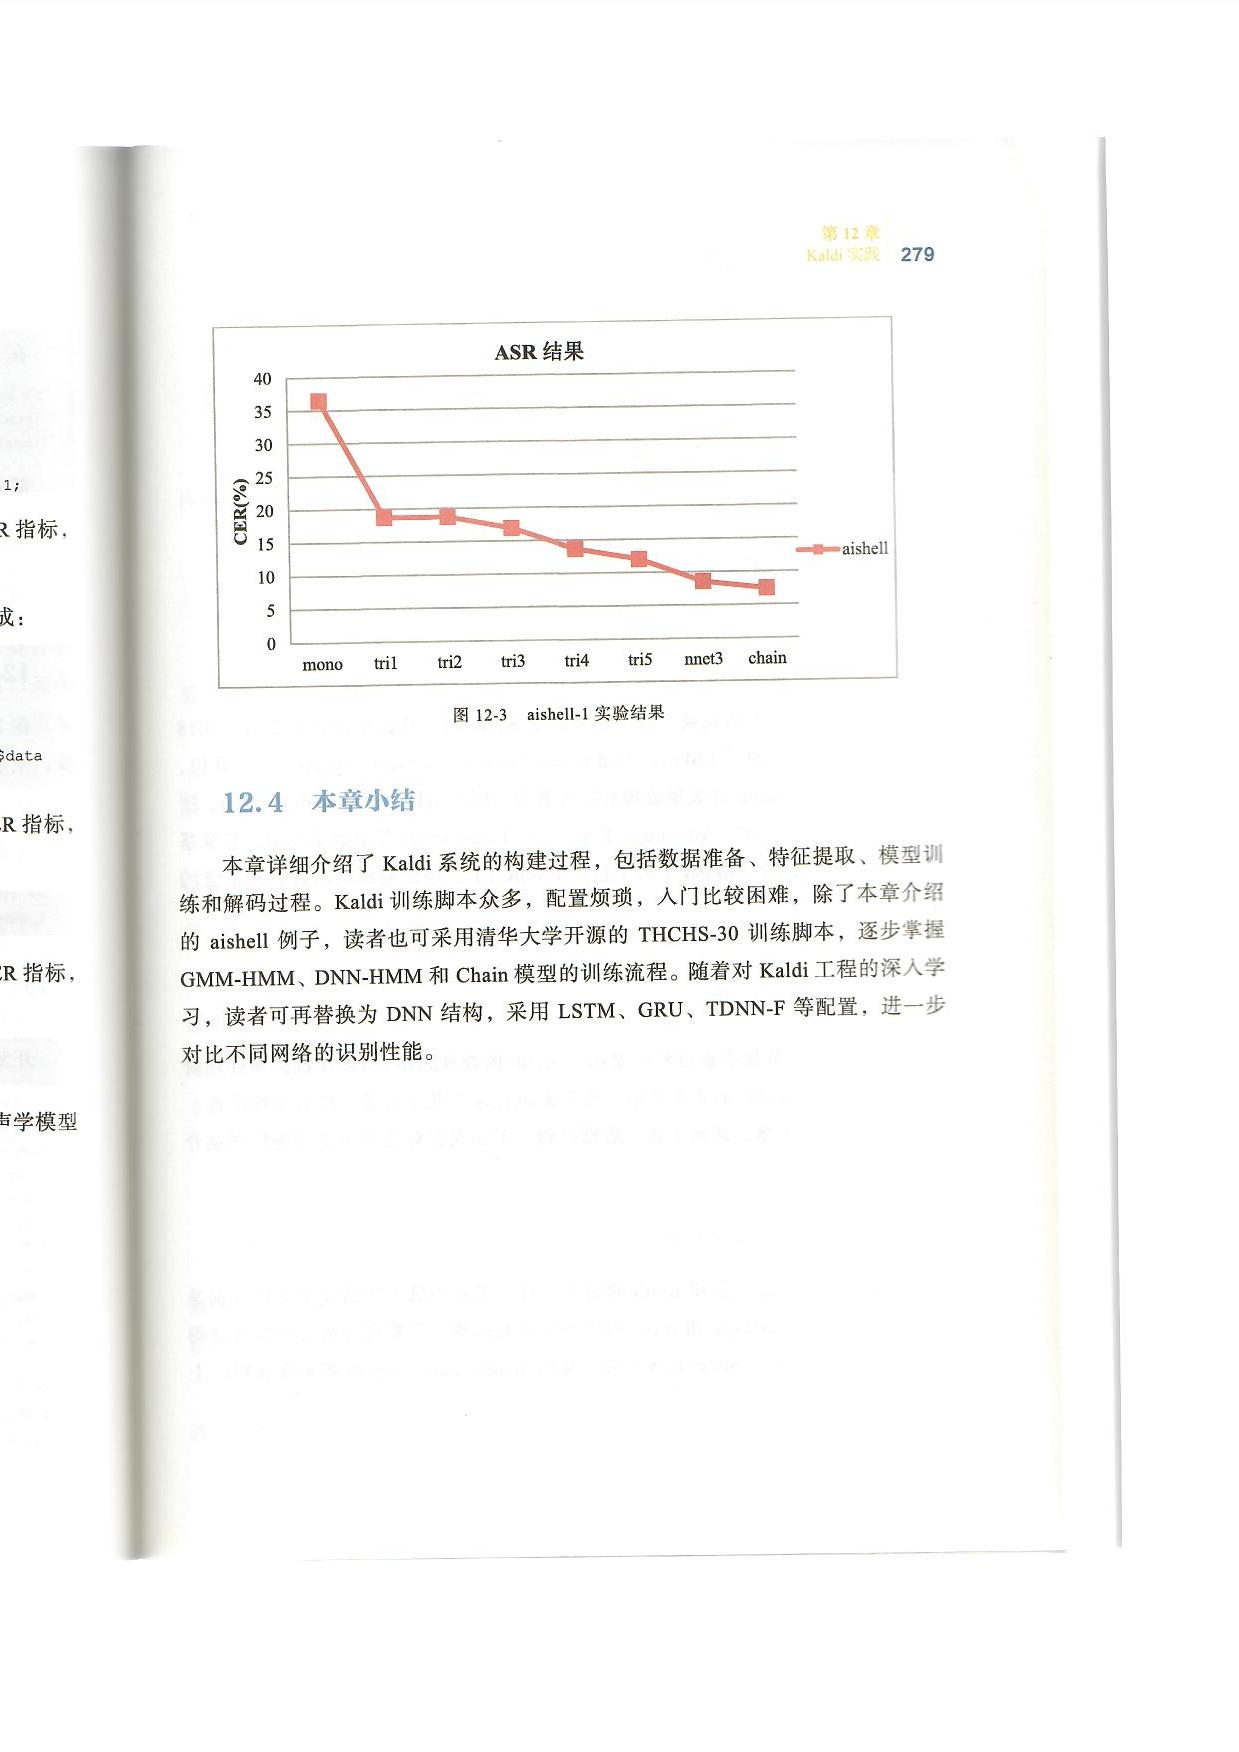 第 12 章
Kaldi 实践 279
ASR 结果
CER(%)
40
35
30
25
20
15
10
5
0
mono tri1 tri2 tri3 tri4 tri5 nnet3 chain
aishell
图 12-3 aishell-1 实验结果
12.4 本章小结
本章详细介绍了 Kaldi 系统的构建过程，包括数据准备、特征提取、模型训
练和解码过程。Kaldi 训练脚本众多，配置烦琐，入门比较困难，除了本章介绍
的 aishell 例子，读者也可采用清华大学开源的 THCHS-30 训练脚本，逐步掌握
GMM-HMM、DNN-HMM 和 Chain 模型的训练流程。随着对 Kaldi 工程的深入学
习，读者可再替换为 DNN 结构，采用 LSTM、GRU、TDNN-F 等配置，进一步
对比不同网络的识别性能。
1;
R 指标，
成：
$data
ER 指标，
ER 指标，
声学模型